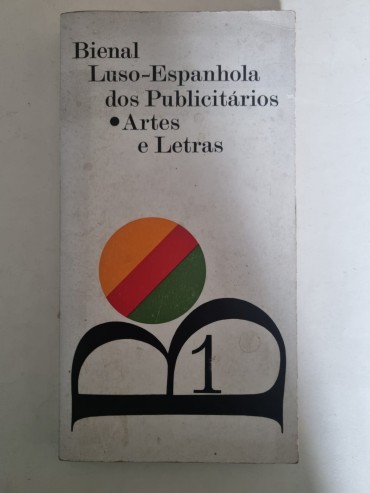 Bienal
Luso-Espanhola
dos Publicitários
•Artes
e Letras
B
1